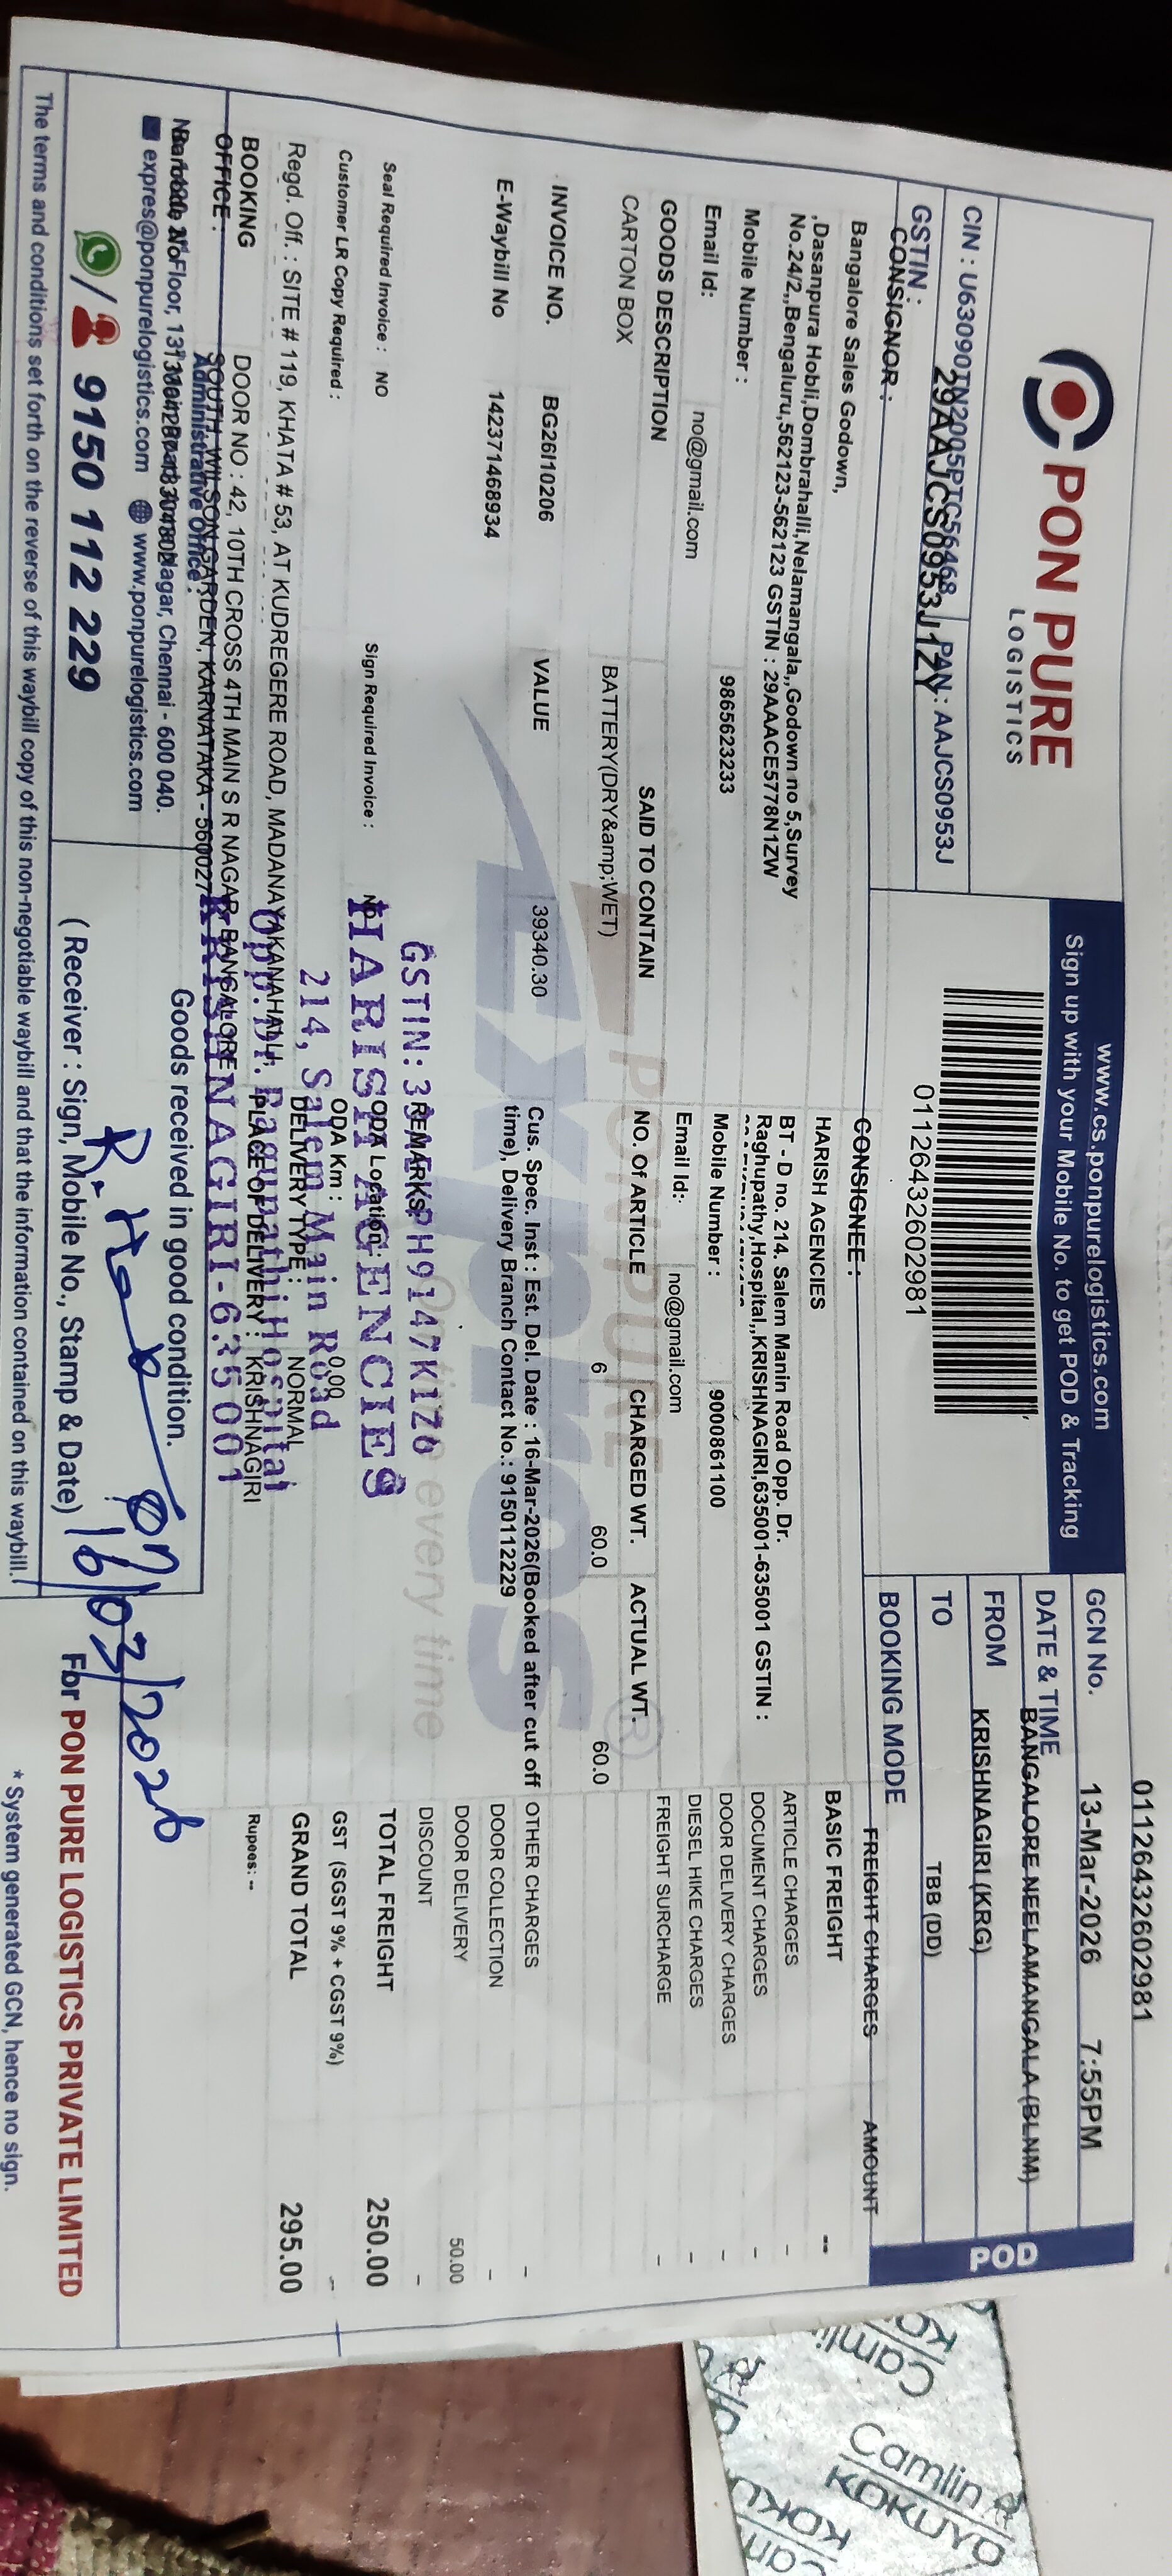 011264326602981
PON PURE
LOGISTICS
CIN : U63090TN2005PTC56468 PAN : AAJCS0953J
GSTIN : 29AAJCS0953J1ZY
www.cs.ponpurelogistics.com
Sign up with your Mobile No. to get POD & Tracking
011264326602981
GCN No. 13-Mar-2026 7:55PM
DATE & TIME BANGALORE NEELAMANGALA (BLNM)
FROM KRISHNAGIRI (KRG)
TO TBB (DD)
BOOKING MODE
POD
CONSIGNOR :
Bangalore Sales Godown,
,Dasanpura Hobli,Dombrahalli,Nelamangala,,Godown no 5,Survey
No.24/2,,Bengaluru,562123-562123 GSTIN : 29AAACE5778N1ZW
Mobile Number : 9865623233
Email Id: no@gmail.com
CONSIGNEE :
HARISH AGENCIES
BT - D no. 214. Salem Manin Road Opp. Dr.
Raghupathy,Hospital,,KRISHNAGIRI,635001-635001 GSTIN :
Mobile Number : 9000861100
Email Id: no@gmail.com
FREIGHT CHARGES AMOUNT
BASIC FREIGHT --
ARTICLE CHARGES -
DOCUMENT CHARGES -
DOOR DELIVERY CHARGES -
DIESEL HIKE CHARGES -
FREIGHT SURCHARGE -
GOODS DESCRIPTION SAID TO CONTAIN NO. Of ARTICLE CHARGED WT. ACTUAL WT.
CARTON BOX BATTERY(DRY&amp;WET) 6 60.0 60.0
PON PURE
Expres
®
On time every time
INVOICE NO. BG26I10206 VALUE 39340.30
E-Waybill No 142371468934
Cus. Spec. Inst : Est. Del. Date : 16-Mar-2026(Booked after cut off
time), Delivery Branch Contact No.: 9150112229
OTHER CHARGES -
DOOR COLLECTION -
DOOR DELIVERY 50.00
DISCOUNT -
TOTAL FREIGHT 250.00
GST (SGST 9% + CGST 9%) --
GRAND TOTAL 295.00
Rupees: --
Seal Required Invoice : NO Sign Required Invoice : NO
Customer LR Copy Required :
REMARKS
ODA Location:
ODA Km : 0.00
DELIVERY TYPE : NORMAL
PLACE OF DELIVERY : KRISHNAGIRI
HARISH AGENCIES
214, Salem Main Road
Opp. Dr. Ragupathi Hospital
KRISHNAGIRI-635001
Regd. Off. : SITE # 119, KHATA # 53, AT KUDREGERE ROAD, MADANAYAKANAHALLI
BOOKING
OFFICE :
DOOR NO : 42, 10TH CROSS 4TH MAIN S R NAGAR, BANGALORE
SOUTH, WILSON GARDEN, KARNATAKA - 560027
Administrative Office :
Nagar, Chennai - 600 040.
expres@ponpurelogistics.com www.ponpurelogistics.com
/ 9150 112 229
Goods received in good condition.
16/03/2026
( Receiver : Sign, Mobile No., Stamp & Date)
For PON PURE LOGISTICS PRIVATE LIMITED
The terms and conditions set forth on the reverse of this waybill copy of this non-negotiable waybill and that the information contained on this waybill.
* System generated GCN, hence no sign.
Camlin
KOKUYO